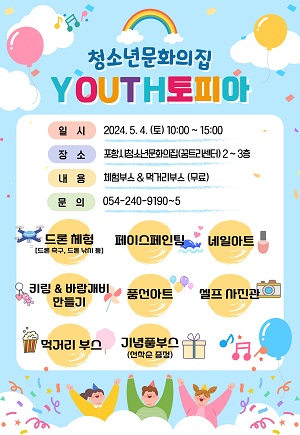 청소년문화의집
YOUTH토피아
일 시 2024. 5. 4. (토) 10:00 ~ 15:00
장 소 포항시청소년문화의집(꿈트리센터) 2 ~ 3층
내 용 체험부스 & 먹거리부스 (무료)
문 의 054-240-9190~5
드론 체험
(드론 축구, 드론 낚시 등)
페이스페인팅
네일아트
키링 & 바람개비
만들기
풍선아트
셀프 사진관
먹거리 부스
기념품부스
(선착순 증정)